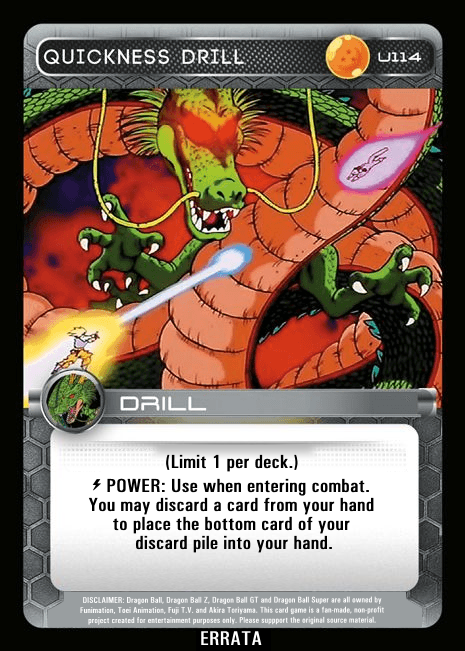 QUICKNESS DRILL
U114
DRILL
(Limit 1 per deck.)
POWER: Use when entering combat.
You may discard a card from your hand
to place the bottom card of your
discard pile into your hand.
DISCLAIMER: Dragon Ball, Dragon Ball Z, Dragon Ball GT and Dragon Ball Super are all owned by
Funimation, Toei Animation, Fuji T.V. and Akira Toriyama. This card game is a fan-made, non-profit
project created for entertainment purposes only. Please suppport the original source material.
ERRATA